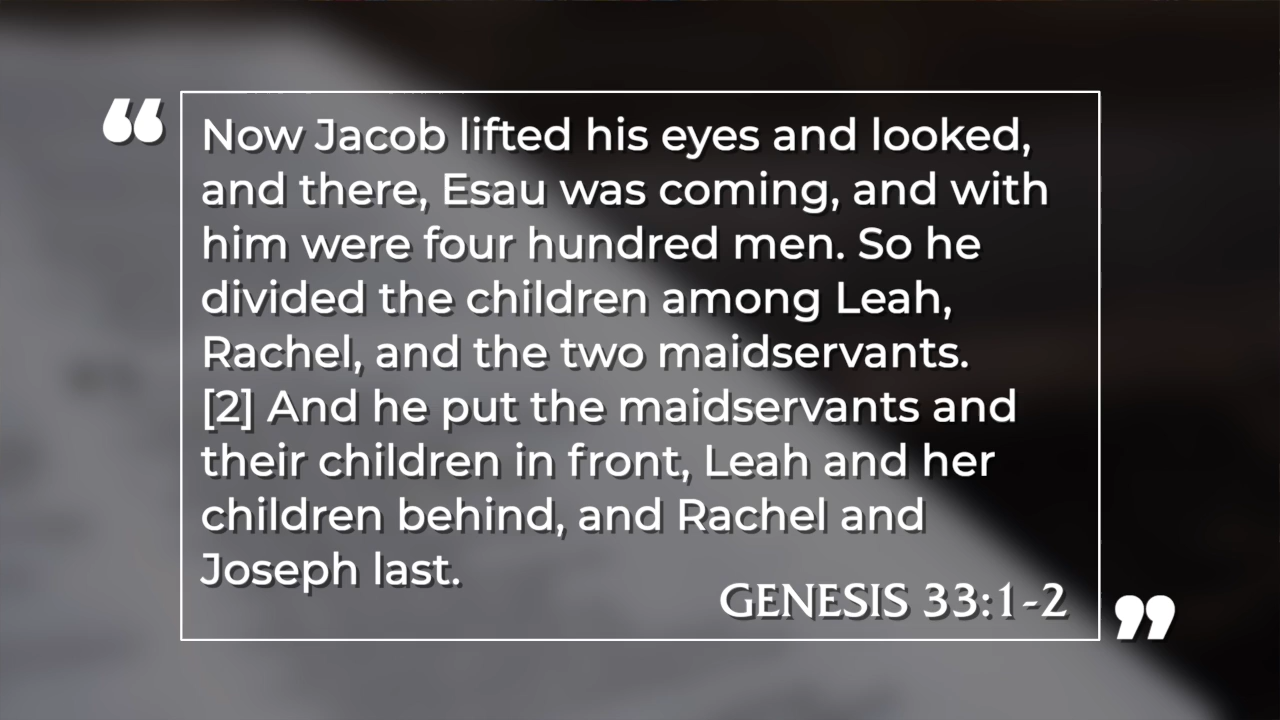 “
Now Jacob lifted his eyes and looked,
and there, Esau was coming, and with
him were four hundred men. So he
divided the children among Leah,
Rachel, and the two maidservants.
[2] And he put the maidservants and
their children in front, Leah and her
children behind, and Rachel and
Joseph last.
GENESIS 33:1-2
”